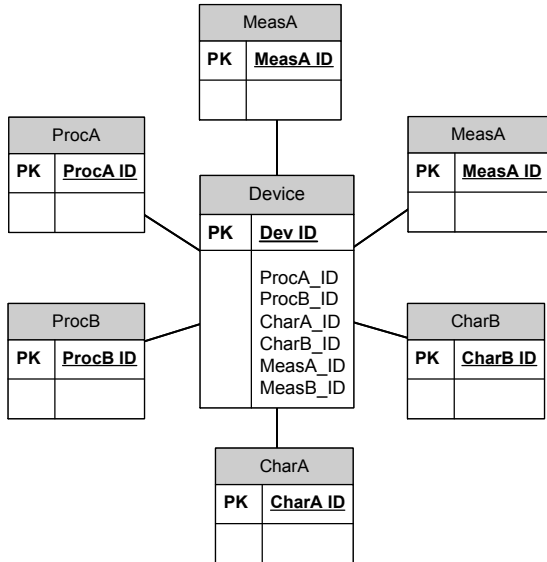 MeasA
PK MeasA ID
ProcA
PK ProcA ID
MeasA
PK MeasA ID
Device
PK Dev ID
ProcA_ID
ProcB_ID
CharA_ID
CharB_ID
MeasA_ID
MeasB_ID
ProcB
PK ProcB ID
CharB
PK CharB ID
CharA
PK CharA ID